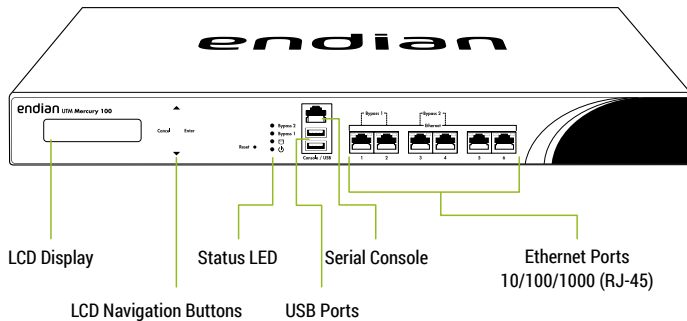 endian
endian UTM Mercury 100
Cancel Enter
Reset
Bypass 2
Bypass 1
Console / USB
Bypass 1 Bypass 2
Ethernet
1 2 3 4 5 6
LCD Display
Status LED
Serial Console
Ethernet Ports
10/100/1000 (RJ-45)
LCD Navigation Buttons
USB Ports